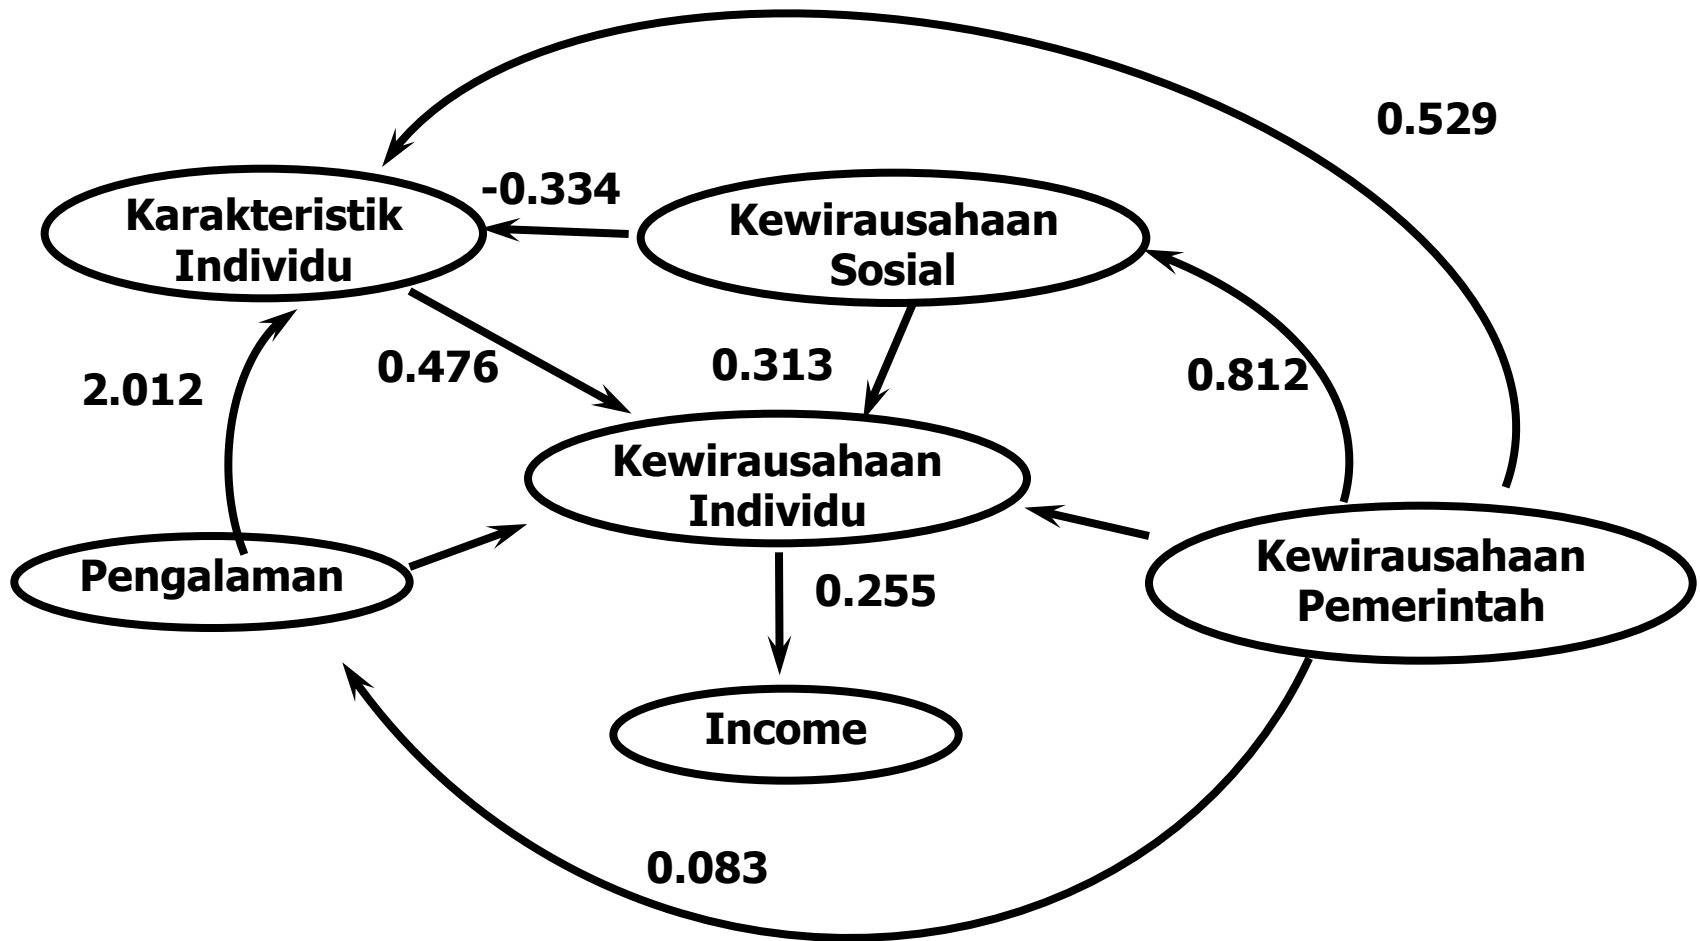 0.529
-0.334
Karakteristik
Individu
Kewirausahaan
Sosial
2.012
0.476
0.313
0.812
Kewirausahaan
Individu
Pengalaman
Kewirausahaan
Pemerintah
0.255
Income
0.083